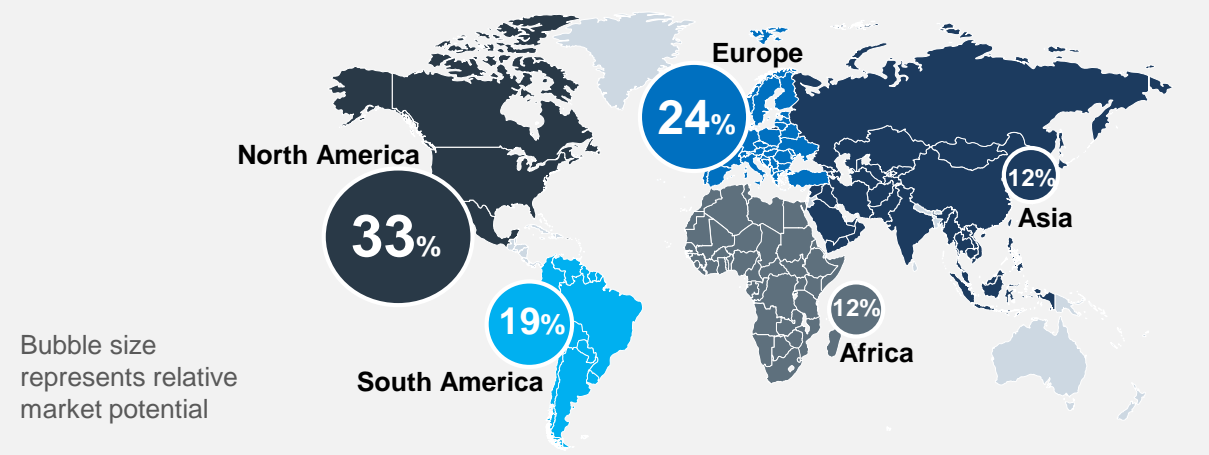 Europe
24%
North America
12%
Asia
33%
19%
12%
Africa
Bubble size
represents relative
market potential
South America